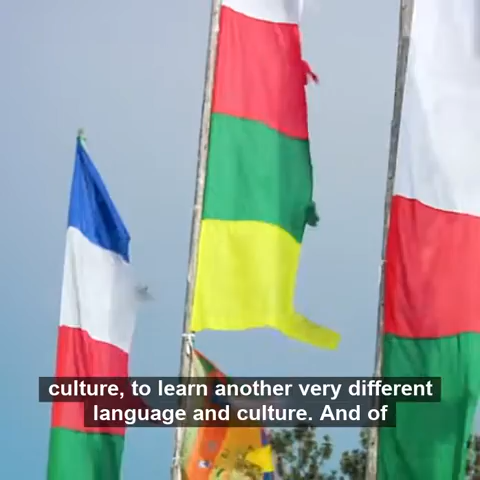 culture, to learn another very different
language and culture. And of